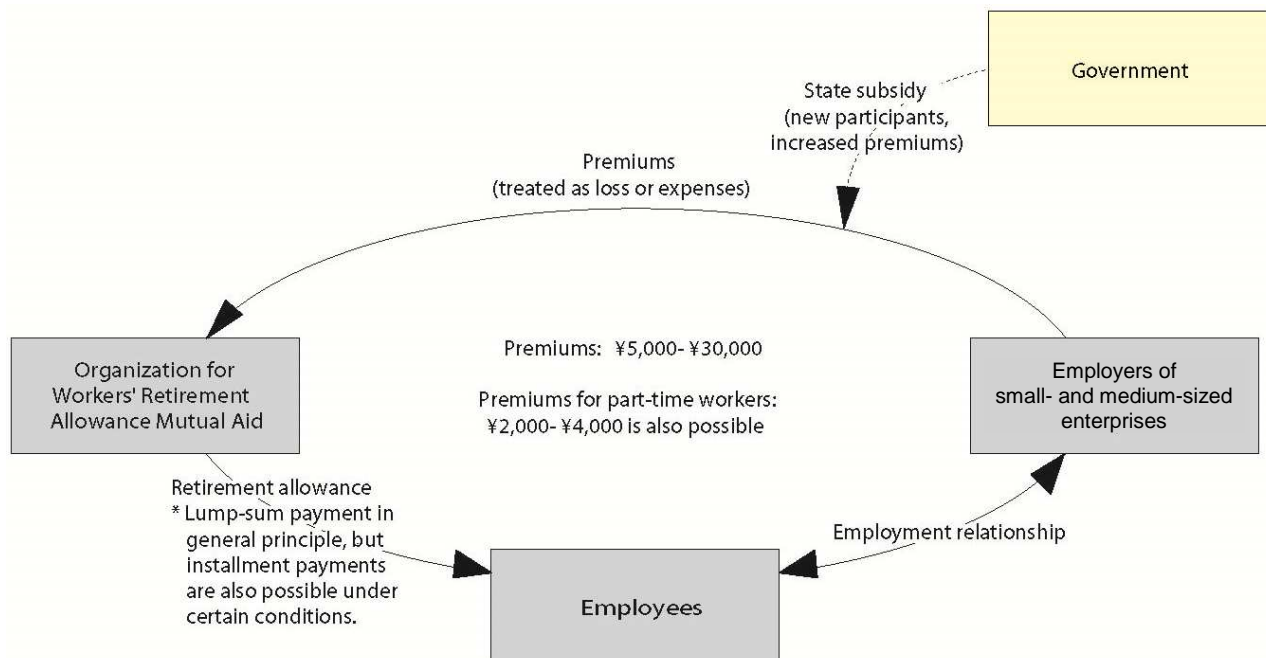 Government
State subsidy
(new participants,
increased premiums)
Premiums
(treated as loss or expenses)
Organization for
Workers' Retirement
Allowance Mutual Aid
Premiums: ¥5,000- ¥30,000
Premiums for part-time workers:
¥2,000- ¥4,000 is also possible
Employers of
small- and medium-sized
enterprises
Retirement allowance
* Lump-sum payment in
general principle, but
installment payments
are also possible under
certain conditions.
Employment relationship
Employees